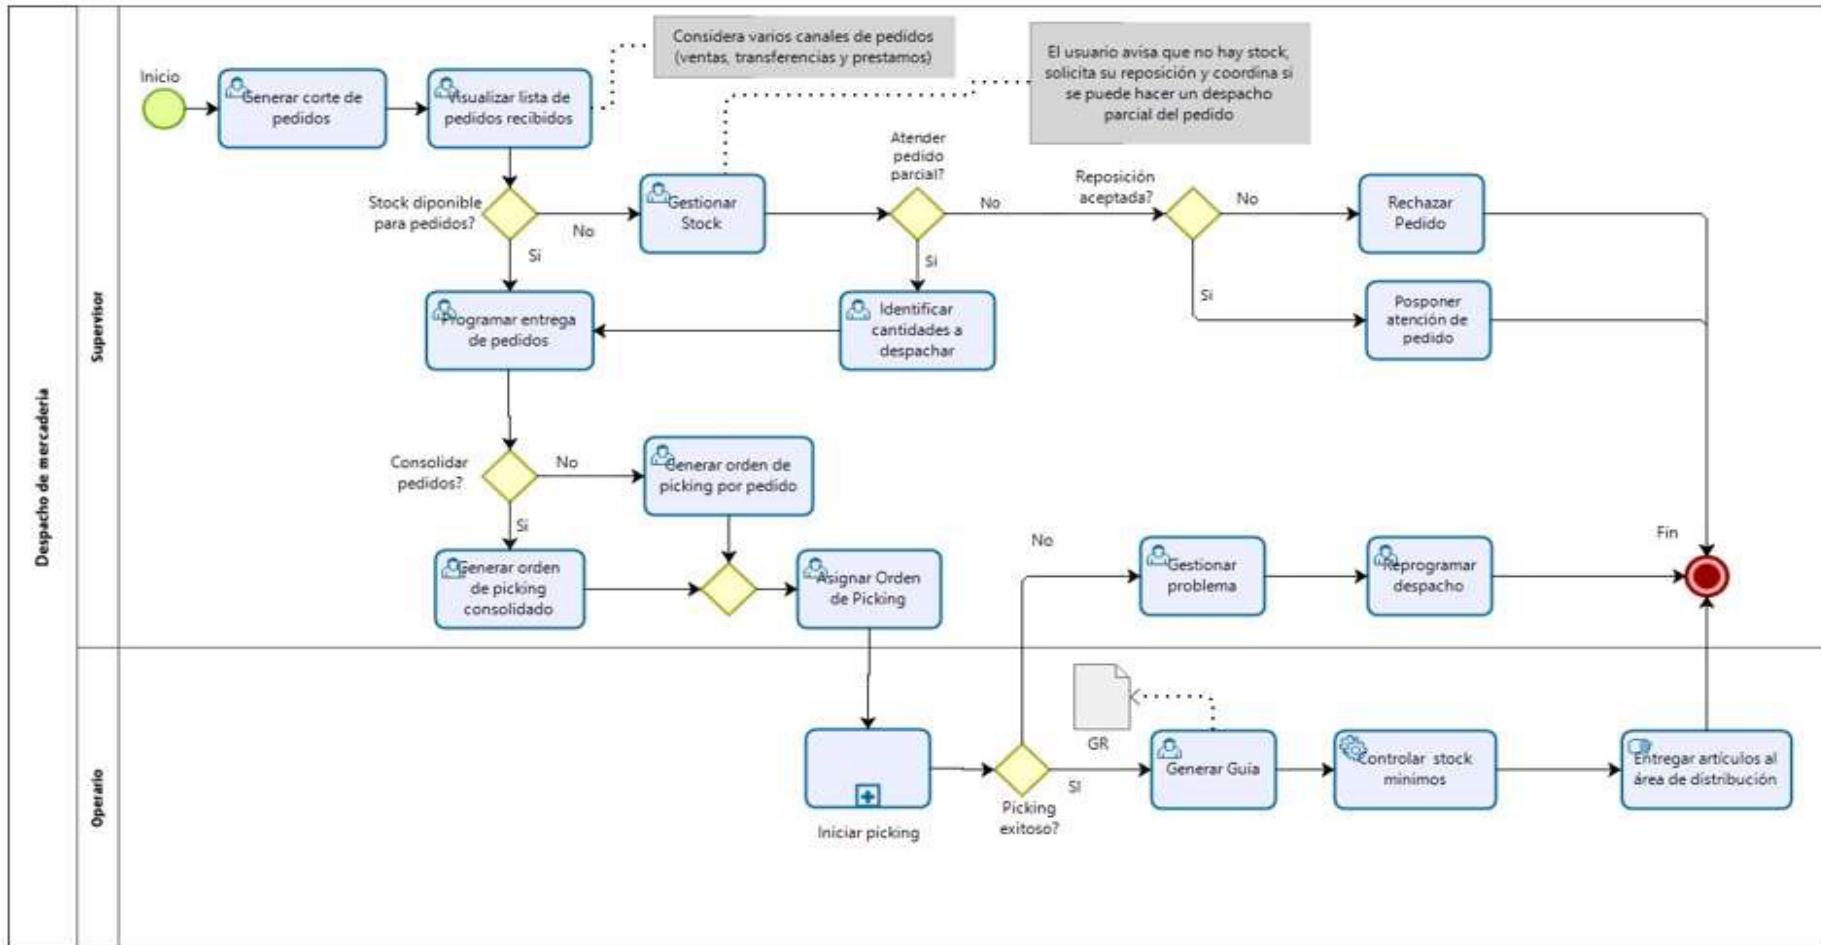 Despacho de mercaderia
Supervisor
Operario
Inicio
Generar corte de
pedidos
Visualizar lista de
pedidos recibidos
Considera varios canales de pedidos
(ventas, transferencias y prestamos)
El usuario avisa que no hay stock,
solicita su reposición y coordina si
se puede hacer un despacho
parcial del pedido
Stock diponible
para pedidos?
No
Si
Gestionar
Stock
Atender
pedido
parcial?
No
Si
Reposición
aceptada?
No
Si
Rechazar
Pedido
Posponer
atención de
pedido
Programar entrega
de pedidos
Identificar
cantidades a
despachar
Consolidar
pedidos?
No
Si
Generar orden de
picking por pedido
Generar orden
de picking
consolidado
Asignar Orden
de Picking
No
Gestionar
problema
Reprogramar
despacho
Fin
Iniciar picking
Picking
exitoso?
SI
GR
Generar Guía
Controlar stock
minimos
Entregar artículos al
área de distribución